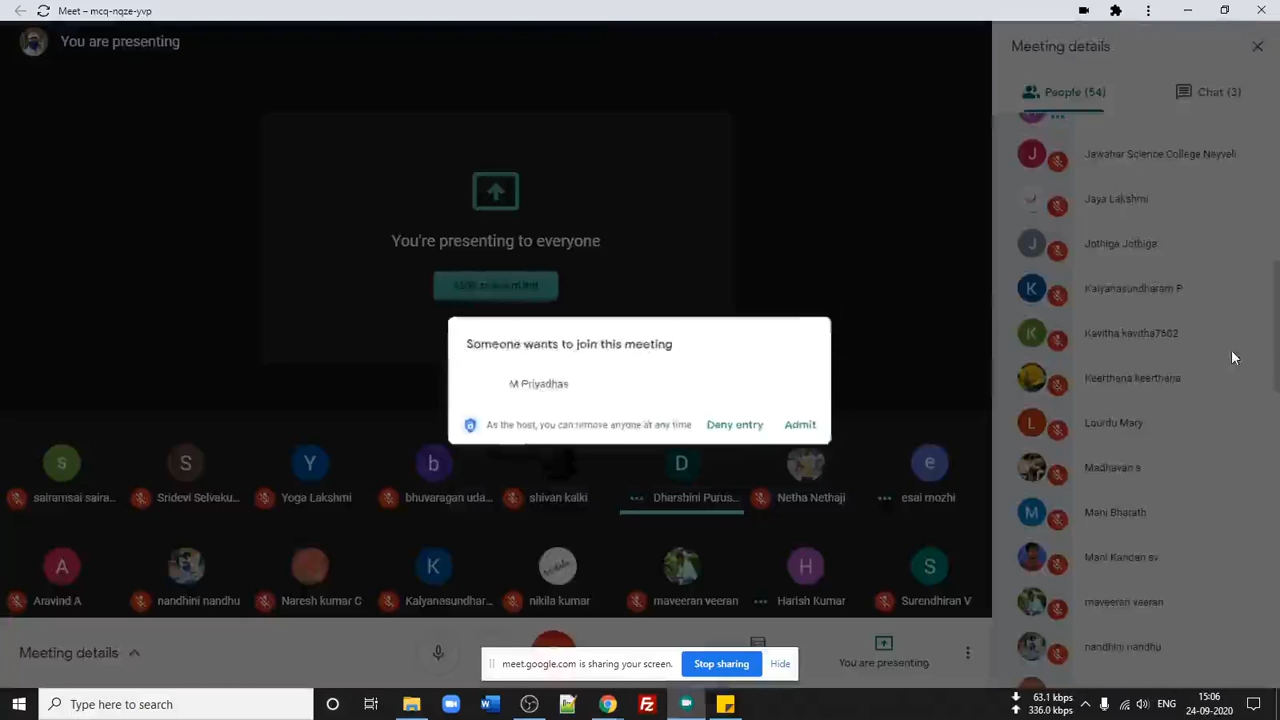 Meet – mcq-nqze-yvp
You are presenting
You're presenting to everyone
Someone wants to join this meeting
M Priyadhas
As the host, you can remove anyone at any time
Deny entry
Admit
s
S
Y
b
D
e
sairamsai saira...
Sridevi Selvaku...
Yoga Lakshmi
bhuvaragan uda...
shivan kalki
Dharshini Purus...
Netha Nethaji
esai mozhi
A
K
H
S
Aravind A
nandhini nandhu
Naresh kumar C
Kalyanasundhar...
nikila kumar
maveeran veeran
Harish Kumar
Surendhiran V
Meeting details
You are presenting
meet.google.com is sharing your screen.
Stop sharing
Hide
Meeting details
People (54)
Chat (3)
J
Jawahar Science College Neyveli
Jaya Lakshmi
J
Jothiga Jothiga
K
Kalyanasundharam P
K
Kavitha kavitha7602
Keerthana keerthana
L
Lourdu Mary
Madhavan s
M
Mani Bharath
Mani Kandan sv
maveeran veeran
nandhini nandhu
Type here to search
63.1 kbps
336.0 kbps
ENG
15:06
24-09-2020